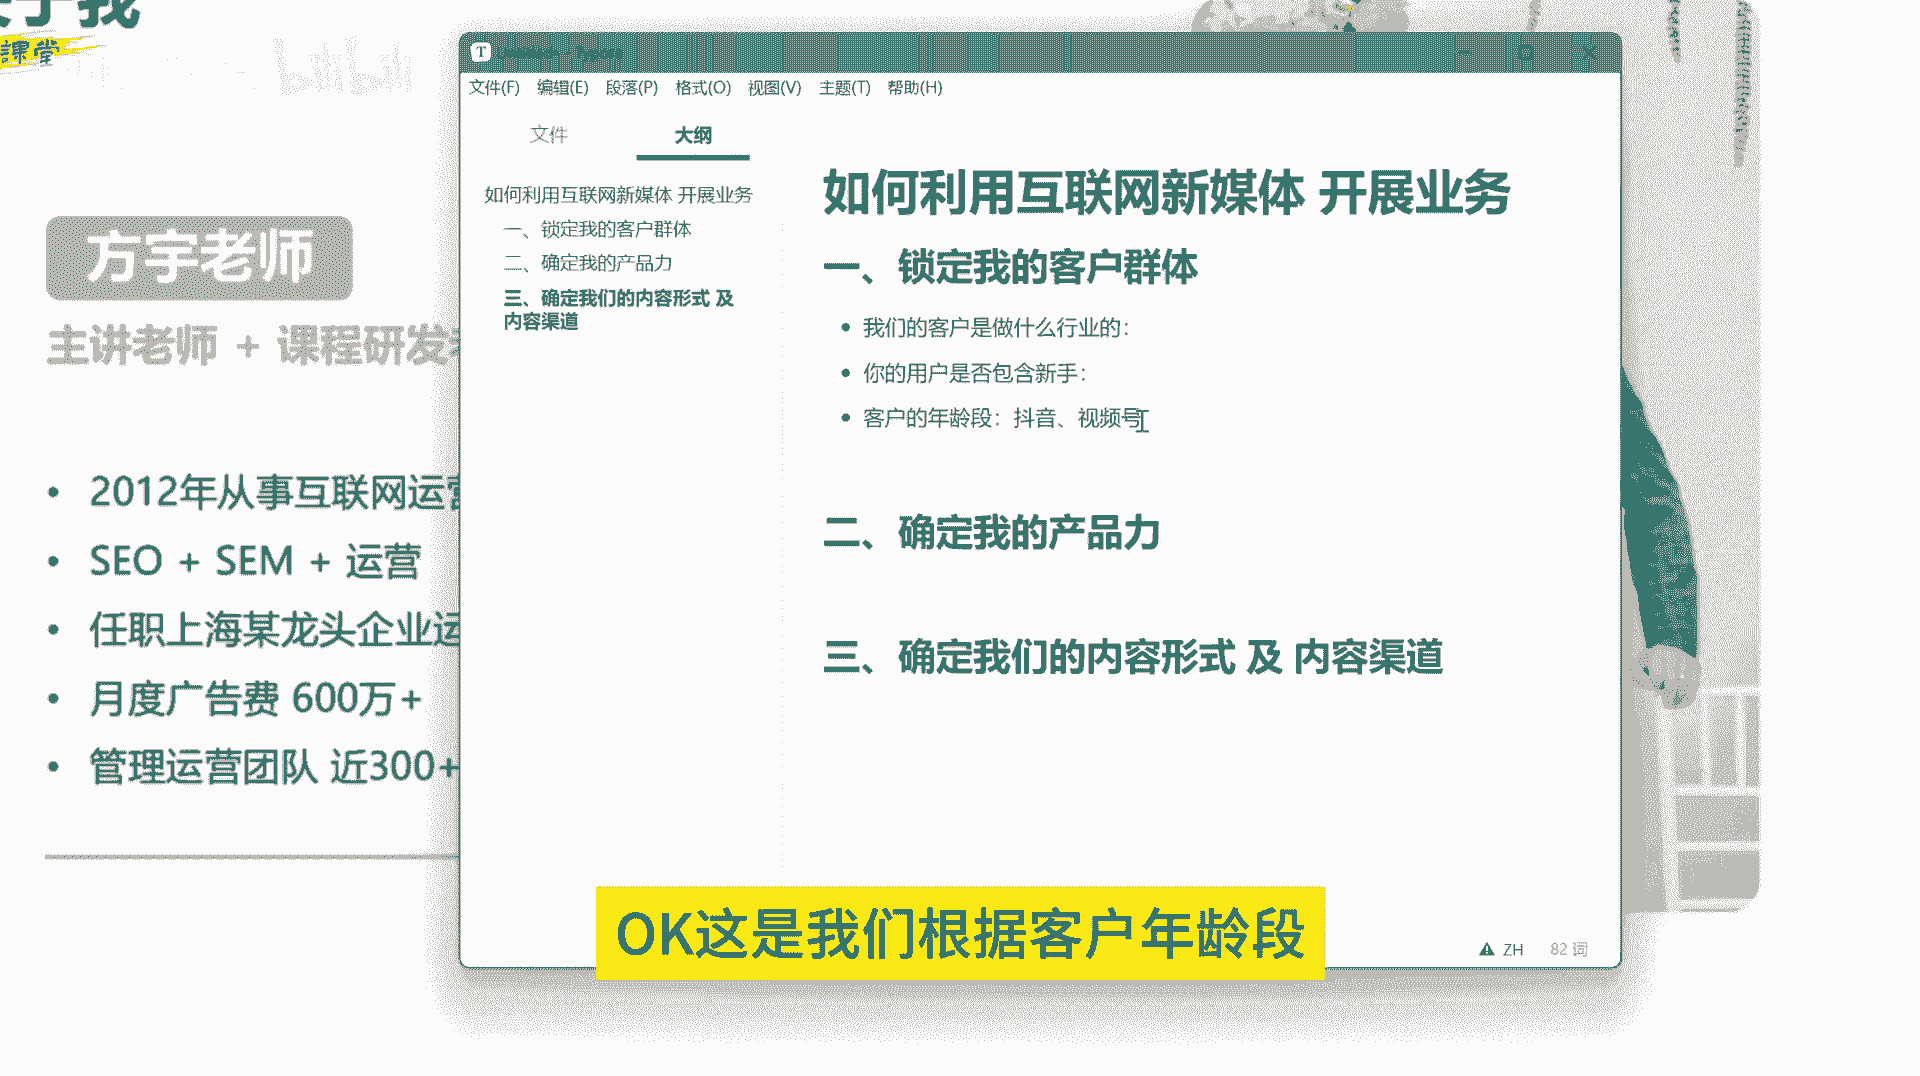 我
課堂
bilibili
方宇老师
主讲老师 + 课程研发
2012年从事互联网运营
SEO + SEM + 运营
任职上海某龙头企业运
月度广告费 600万+
管理运营团队 近300+
T
文件(F) 编辑(E) 段落(P) 格式(O) 视图(V) 主题(T) 帮助(H)
文件 大纲
如何利用互联网新媒体 开展业务
一、锁定我的客户群体
二、确定我的产品力
三、确定我们的内容形式 及
内容渠道
如何利用互联网新媒体 开展业务
一、锁定我的客户群体
我们的客户是做什么行业的：
你的用户是否包含新手：
客户的年龄段：抖音、视频号
二、确定我的产品力
三、确定我们的内容形式 及 内容渠道
ZH 82 词
OK这是我们根据客户年龄段